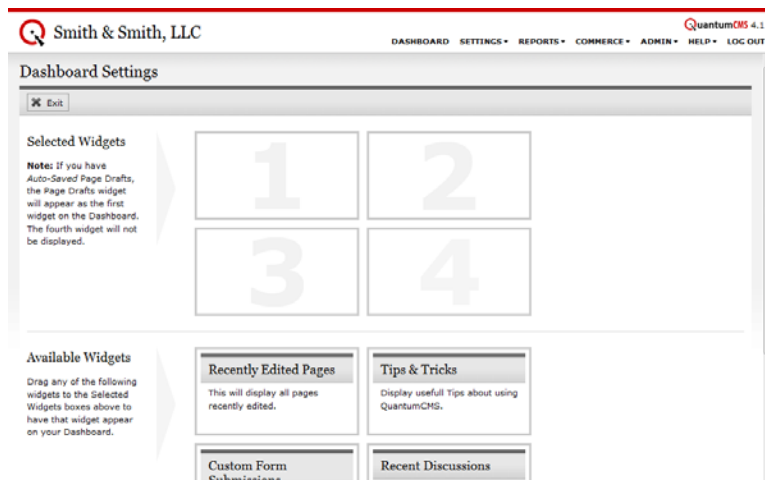 Smith & Smith, LLC
QuantumCMS 4.1
DASHBOARD SETTINGS REPORTS COMMERCE ADMIN HELP LOG OUT
Dashboard Settings
Exit
Selected Widgets
Note: If you have
Auto-Saved Page Drafts,
the Page Drafts widget
will appear as the first
widget on the Dashboard.
The fourth widget will not
be displayed.
1 2
3 4
Available Widgets
Drag any of the following
widgets to the Selected
Widgets boxes above to
have that widget appear
on your Dashboard.
Recently Edited Pages
This will display all pages
recently edited.
Tips & Tricks
Display usefull Tips about using
QuantumCMS.
Custom Form
Submissions
Recent Discussions